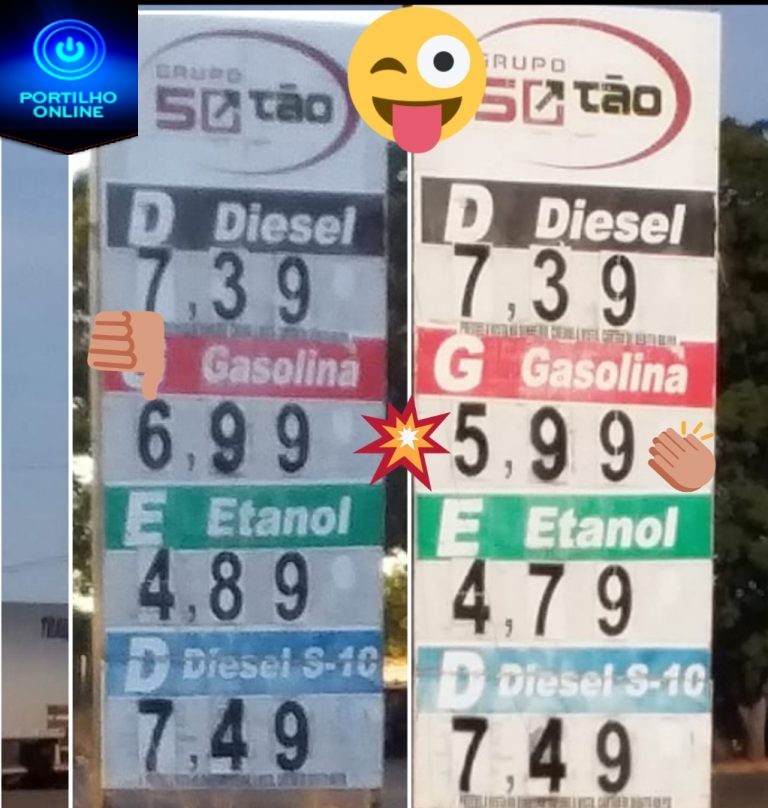 PORTILHO
ONLINE
GRUPO
50 tão
D Diesel
7,39
Gasolina
6,99
E Etanol
4,89
D Diesel S-10
7,49
GRUPO
50 tão
D Diesel
7,39
G Gasolina
5,99
E Etanol
4,79
D Diesel S-10
7,49